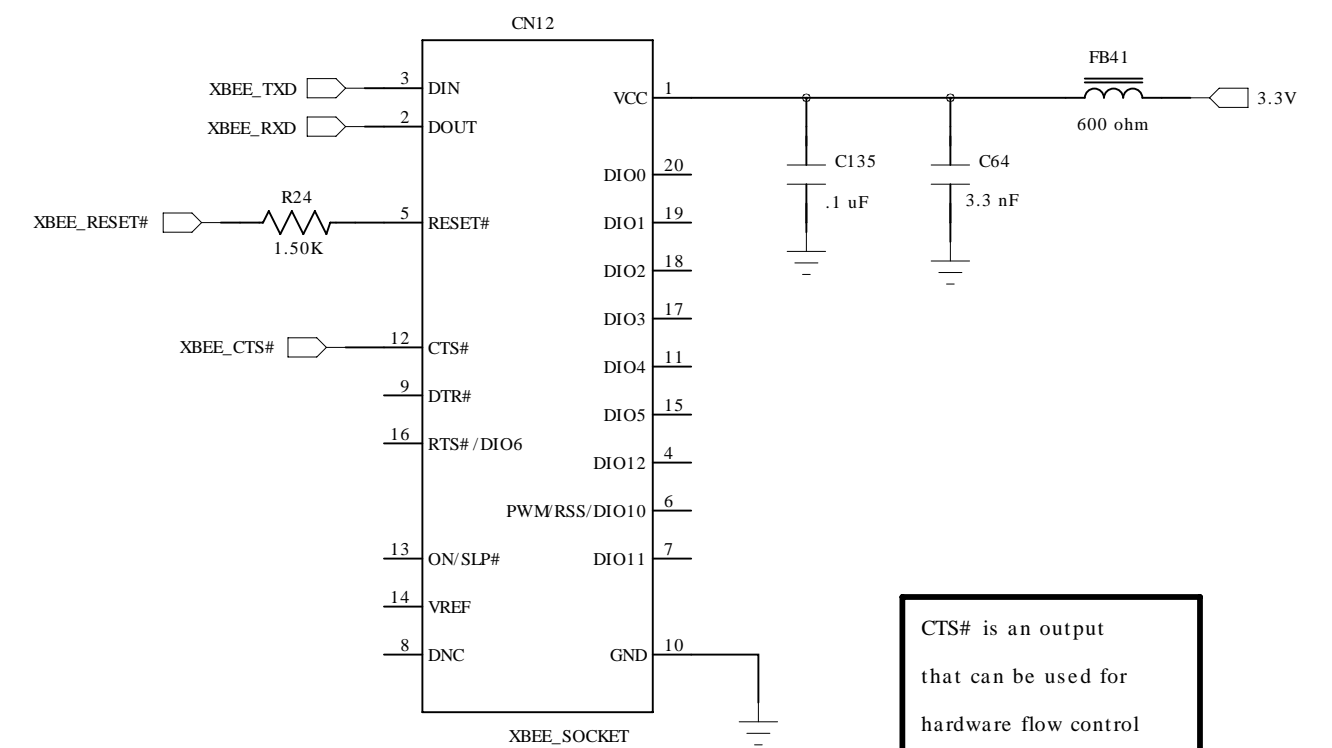 CN12
XBEE_TXD 3 DIN
XBEE_RXD 2 DOUT
XBEE_RESET# R24 1.50K 5 RESET#
XBEE_CTS# 12 CTS#
9 DTR#
16 RTS# /DIO6
13 ON/SLP#
14 VREF
8 DNC
VCC 1
DIO0 20
DIO1 19
DIO2 18
DIO3 17
DIO4 11
DIO5 15
DIO12 4
PWM/RSS/DIO10 6
DIO11 7
GND 10
XBEE_SOCKET
FB41
600 ohm
3.3V
C135
.1 uF
C64
3.3 nF
CTS# is an output
that can be used for
hardware flow control